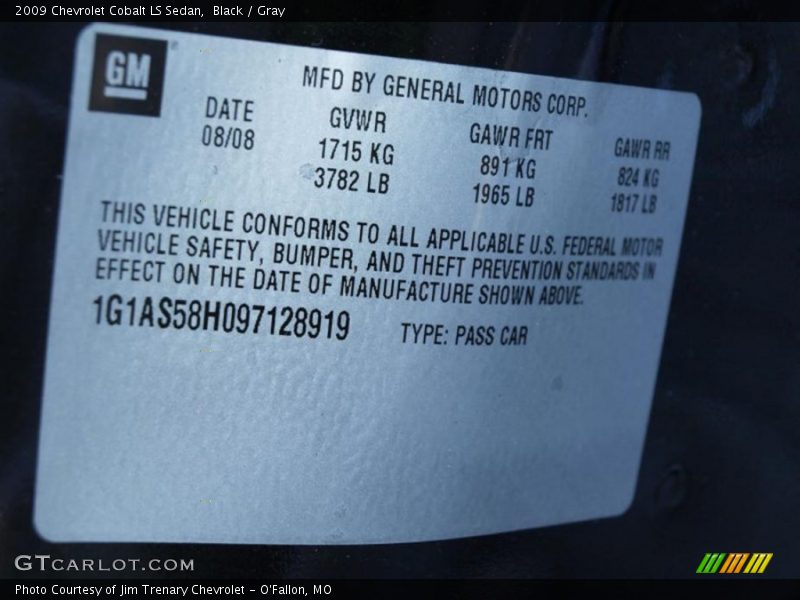 2009 Chevrolet Cobalt LS Sedan, Black / Gray
GM
MFD BY GENERAL MOTORS CORP.
DATE GVWR GAWR FRT GAWR RR
08/08 1715 KG 891 KG 824 KG
3782 LB 1965 LB 1817 LB
THIS VEHICLE CONFORMS TO ALL APPLICABLE U.S. FEDERAL MOTOR
VEHICLE SAFETY, BUMPER, AND THEFT PREVENTION STANDARDS IN
EFFECT ON THE DATE OF MANUFACTURE SHOWN ABOVE.
1G1AS58H097128919 TYPE: PASS CAR
GTCARLOT.COM
Photo Courtesy of Jim Trenary Chevrolet - O'Fallon, MO